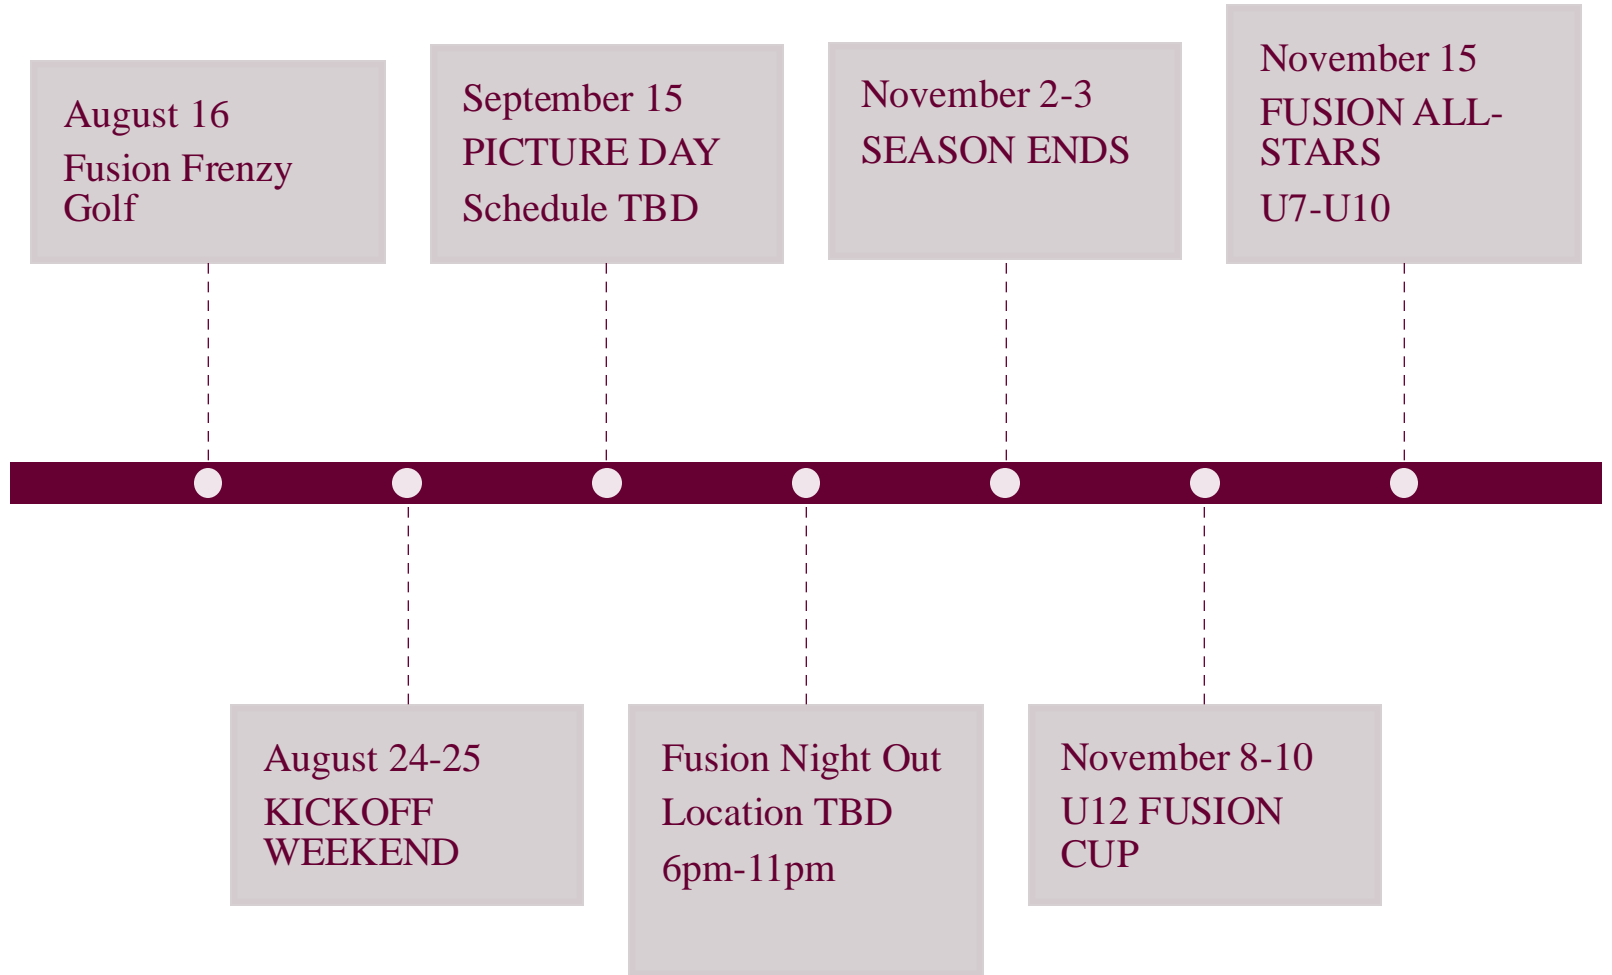 August 16
Fusion Frenzy
Golf
September 15
PICTURE DAY
Schedule TBD
November 2-3
SEASON ENDS
November 15
FUSION ALL-
STARS
U7-U10
August 24-25
KICKOFF
WEEKEND
Fusion Night Out
Location TBD
6pm-11pm
November 8-10
U12 FUSION
CUP